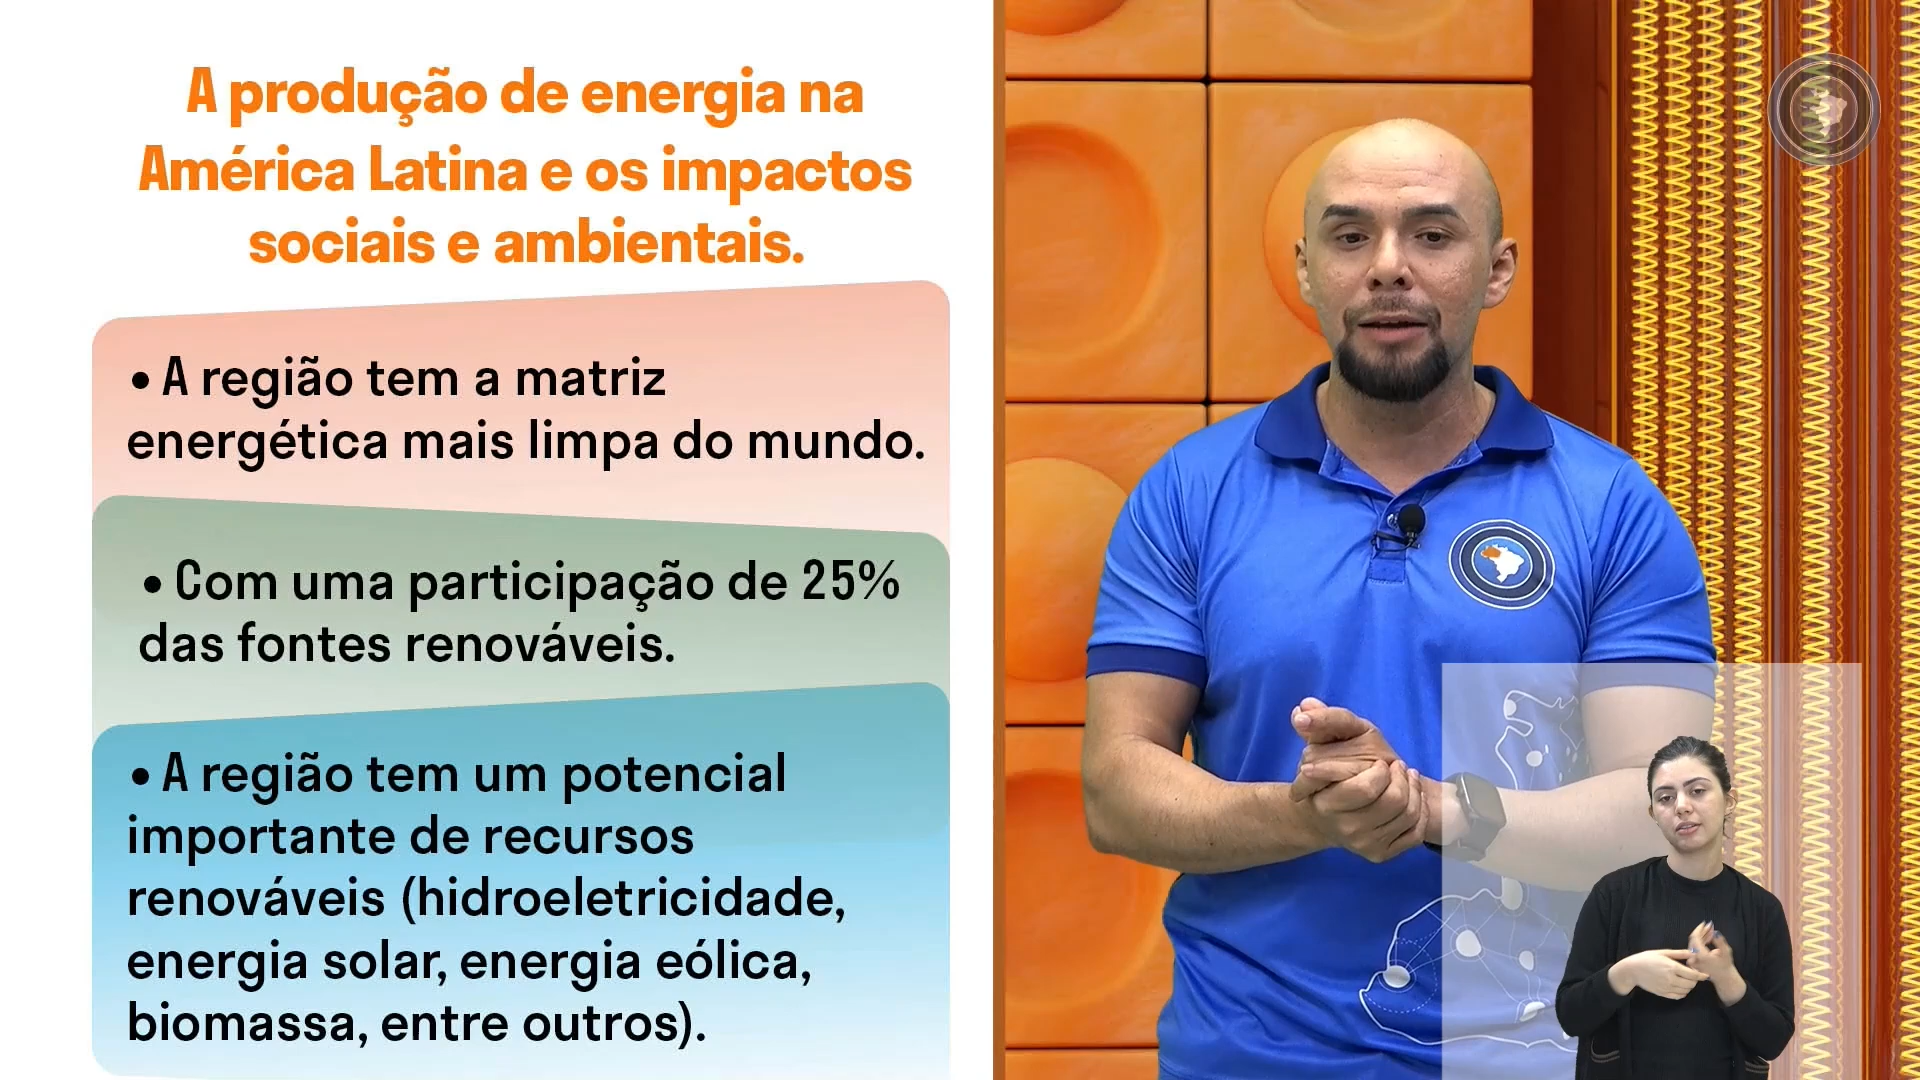 A produção de energia na
América Latina e os impactos
sociais e ambientais.
• A região tem a matriz
energética mais limpa do mundo.
• Com uma participação de 25%
das fontes renováveis.
• A região tem um potencial
importante de recursos
renováveis (hidroeletricidade,
energia solar, energia eólica,
biomassa, entre outros).